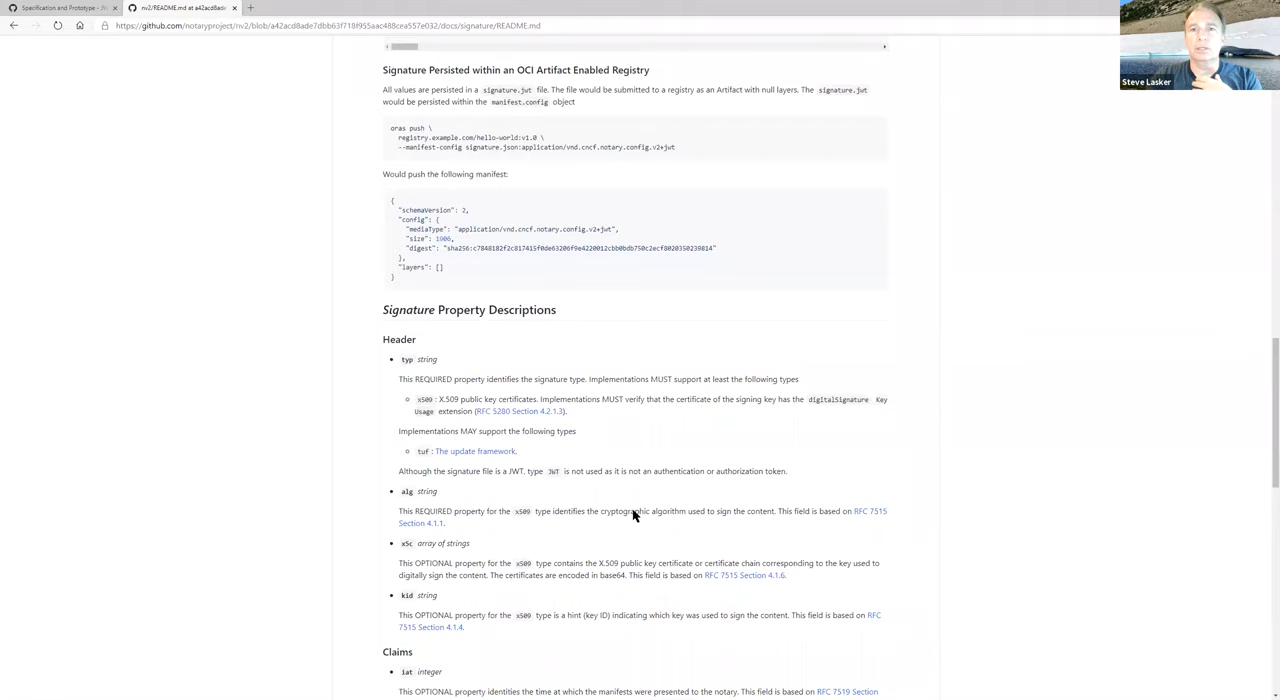 Specification and Prototype - J
nv2/README.md at a42acd8ade
https://github.com/notaryproject/nv2/blob/a42acd8ade7dbb63f718f955aac488cea557e032/docs/signature/README.md
Steve Lasker
Signature Persisted within an OCI Artifact Enabled Registry
All values are persisted in a signature.jwt file. The file would be submitted to a registry as an Artifact with null layers. The signature.jwt
would be persisted within the manifest.config object
oras push \
registry.example.com/hello-world:v1.0 \
--manifest-config signature.json:application/vnd.cncf.notary.config.v2+jwt
Would push the following manifest:
{
"schemaVersion": 2,
"config": {
"mediaType": "application/vnd.cncf.notary.config.v2+jwt",
"size": 1906,
"digest": "sha256:c7848182f2c817415f0de63206f9e4220012cbb0bdb750c2ecf8020350239814"
},
"layers": []
}
Signature Property Descriptions
Header
• typ string
This REQUIRED property identifies the signature type. Implementations MUST support at least the following types
○ x509 : X.509 public key certificates. Implementations MUST verify that the certificate of the signing key has the digitalSignature Key
Usage extension (RFC 5280 Section 4.2.1.3).
Implementations MAY support the following types
○ tuf : The update framework.
Although the signature file is a JWT, type JWT is not used as it is not an authentication or authorization token.
• alg string
This REQUIRED property for the x509 type identifies the cryptographic algorithm used to sign the content. This field is based on RFC 7515
Section 4.1.1.
• x5c array of strings
This OPTIONAL property for the x509 type contains the X.509 public key certificate or certificate chain corresponding to the key used to
digitally sign the content. The certificates are encoded in base64. This field is based on RFC 7515 Section 4.1.6.
• kid string
This OPTIONAL property for the x509 type is a hint (key ID) indicating which key was used to sign the content. This field is based on RFC
7515 Section 4.1.4.
Claims
• iat integer
This OPTIONAL property identities the time at which the manifests were presented to the notary. This field is based on RFC 7519 Section